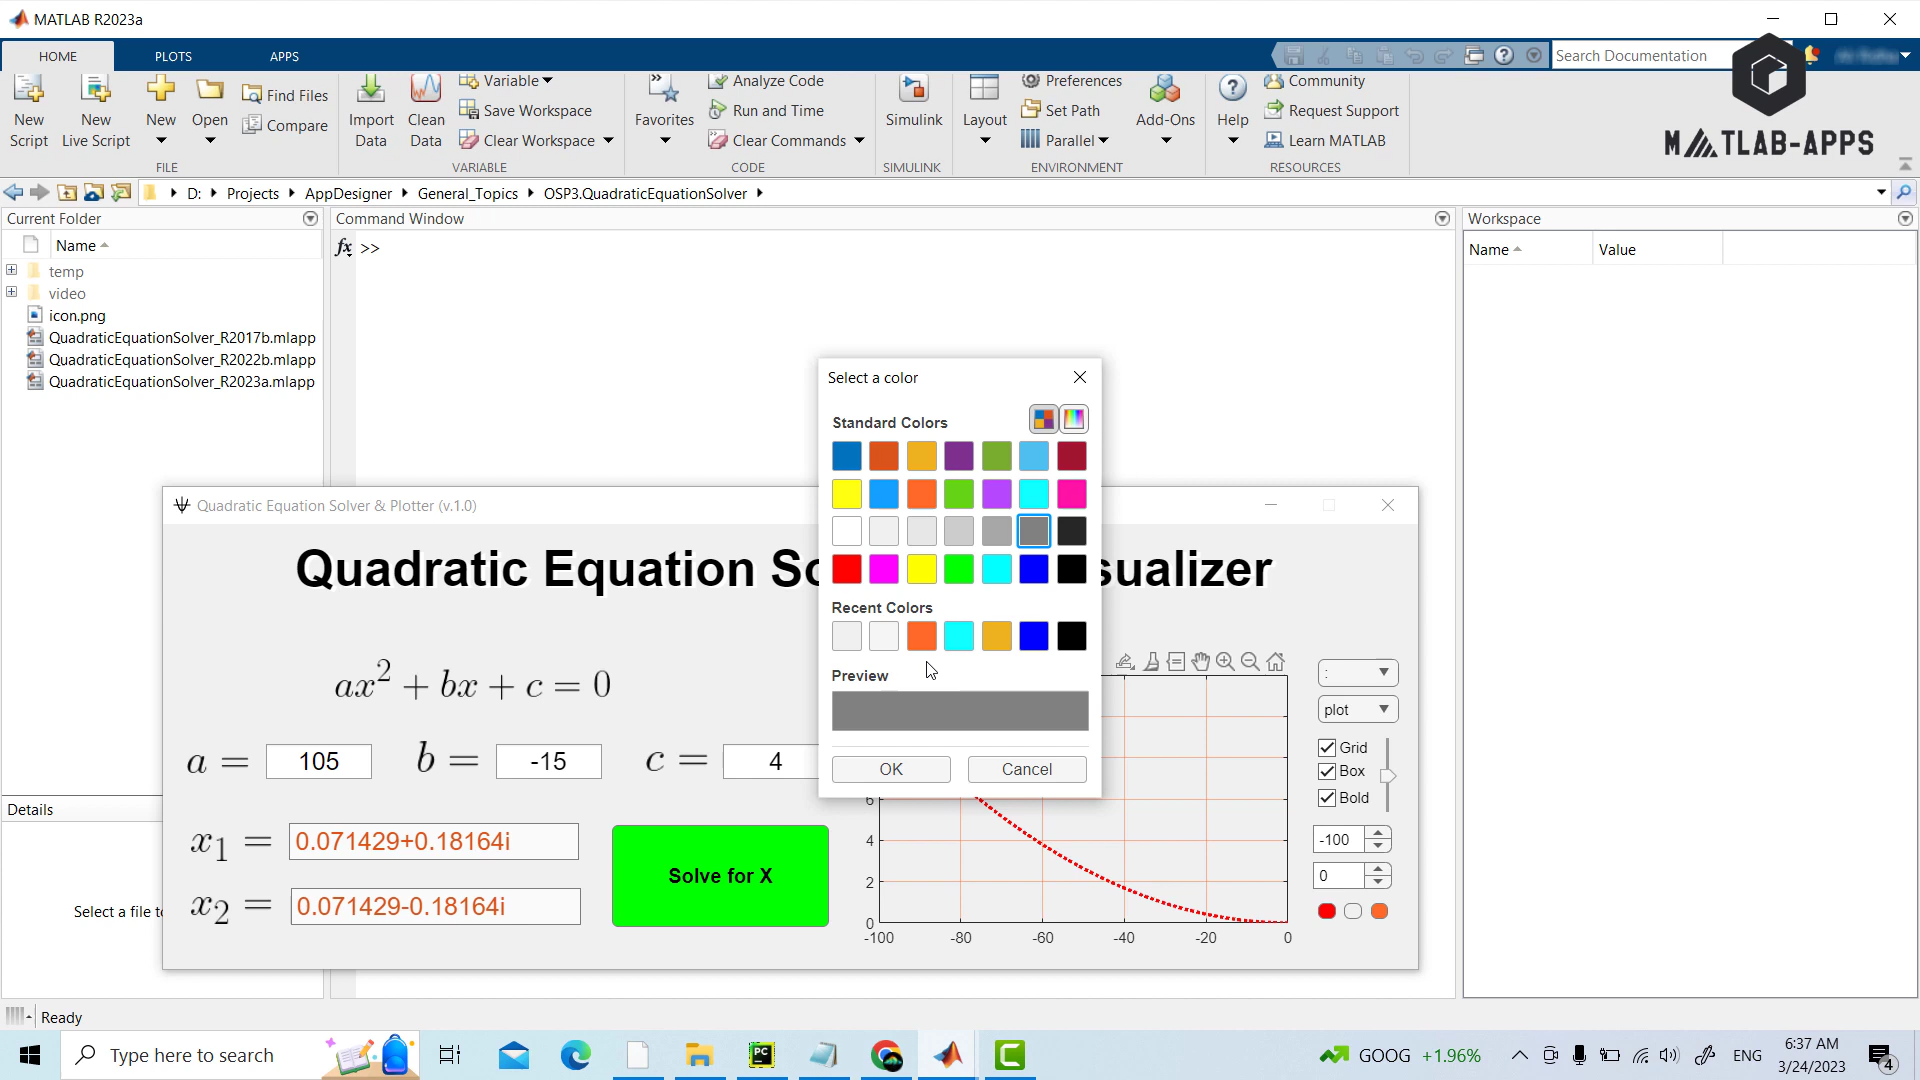 MATLAB R2023a
HOME PLOTS APPS
Search Documentation
New Script
New Live Script
New
Open
Find Files
Compare
FILE
Import Data
Clean Data
Variable
Save Workspace
Clear Workspace
VARIABLE
Favorites
Analyze Code
Run and Time
Clear Commands
CODE
Simulink
SIMULINK
Layout
Preferences
Set Path
Parallel
Add-Ons
ENVIRONMENT
Help
Community
Request Support
Learn MATLAB
RESOURCES
MATLAB-APPS
D: Projects AppDesigner General_Topics OSP3.QuadraticEquationSolver
Current Folder
Name
temp
video
icon.png
QuadraticEquationSolver_R2017b.mlapp
QuadraticEquationSolver_R2022b.mlapp
QuadraticEquationSolver_R2023a.mlapp
Details
Select a file t
Command Window
fx >>
Workspace
Name Value
Select a color
Standard Colors
Recent Colors
Preview
OK Cancel
Quadratic Equation Solver & Plotter (v.1.0)
Quadratic Equation So sualizer
ax² + bx + c = 0
a = 105 b = -15 c = 4
x₁ = 0.071429+0.18164i
x₂ = 0.071429-0.18164i
Solve for X
6
4
2
0
-100 -80 -60 -40 -20 0
:
plot
Grid
Box
Bold
-100
0
Ready
Type here to search
PC
GOOG +1.96%
ENG
6:37 AM
3/24/2023
4